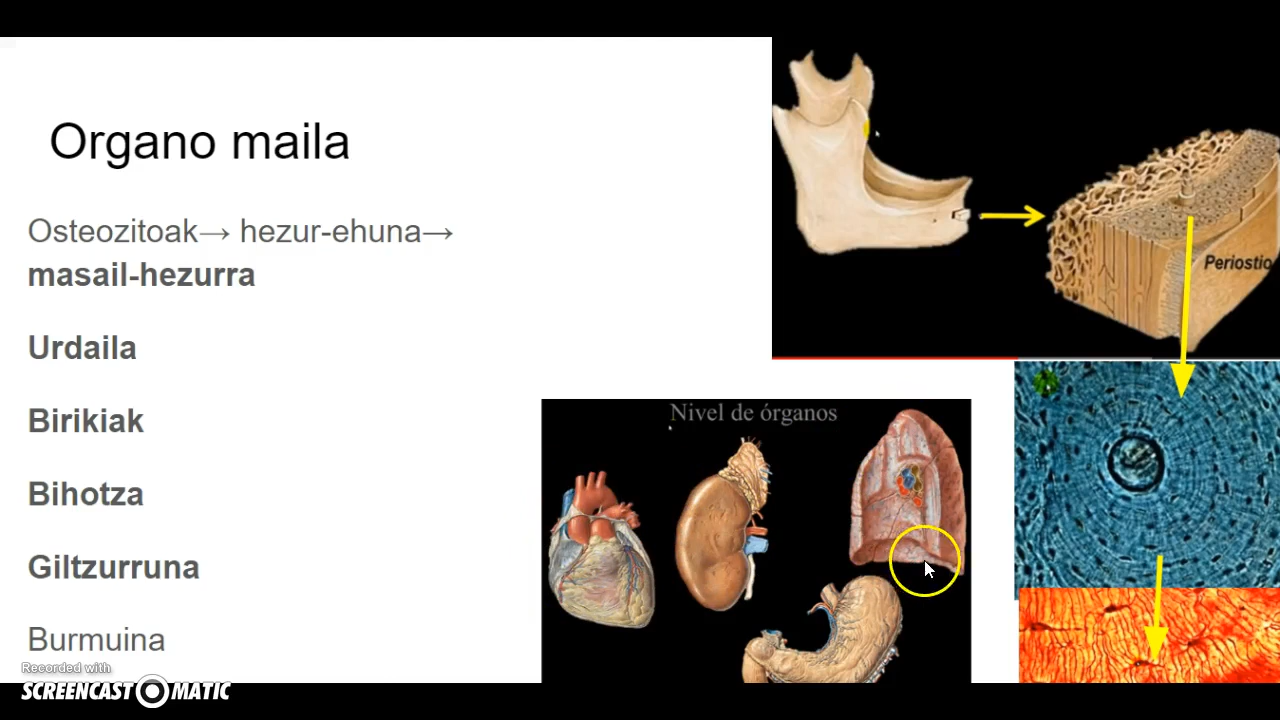 Organo maila
Osteozitoak→ hezur-ehuna→
masail-hezurra
Urdaila
Birikiak
Bihotza
Giltzurruna
Burmuina
Periostio
Nivel de órganos
Recorded with
SCREENCAST MATIC